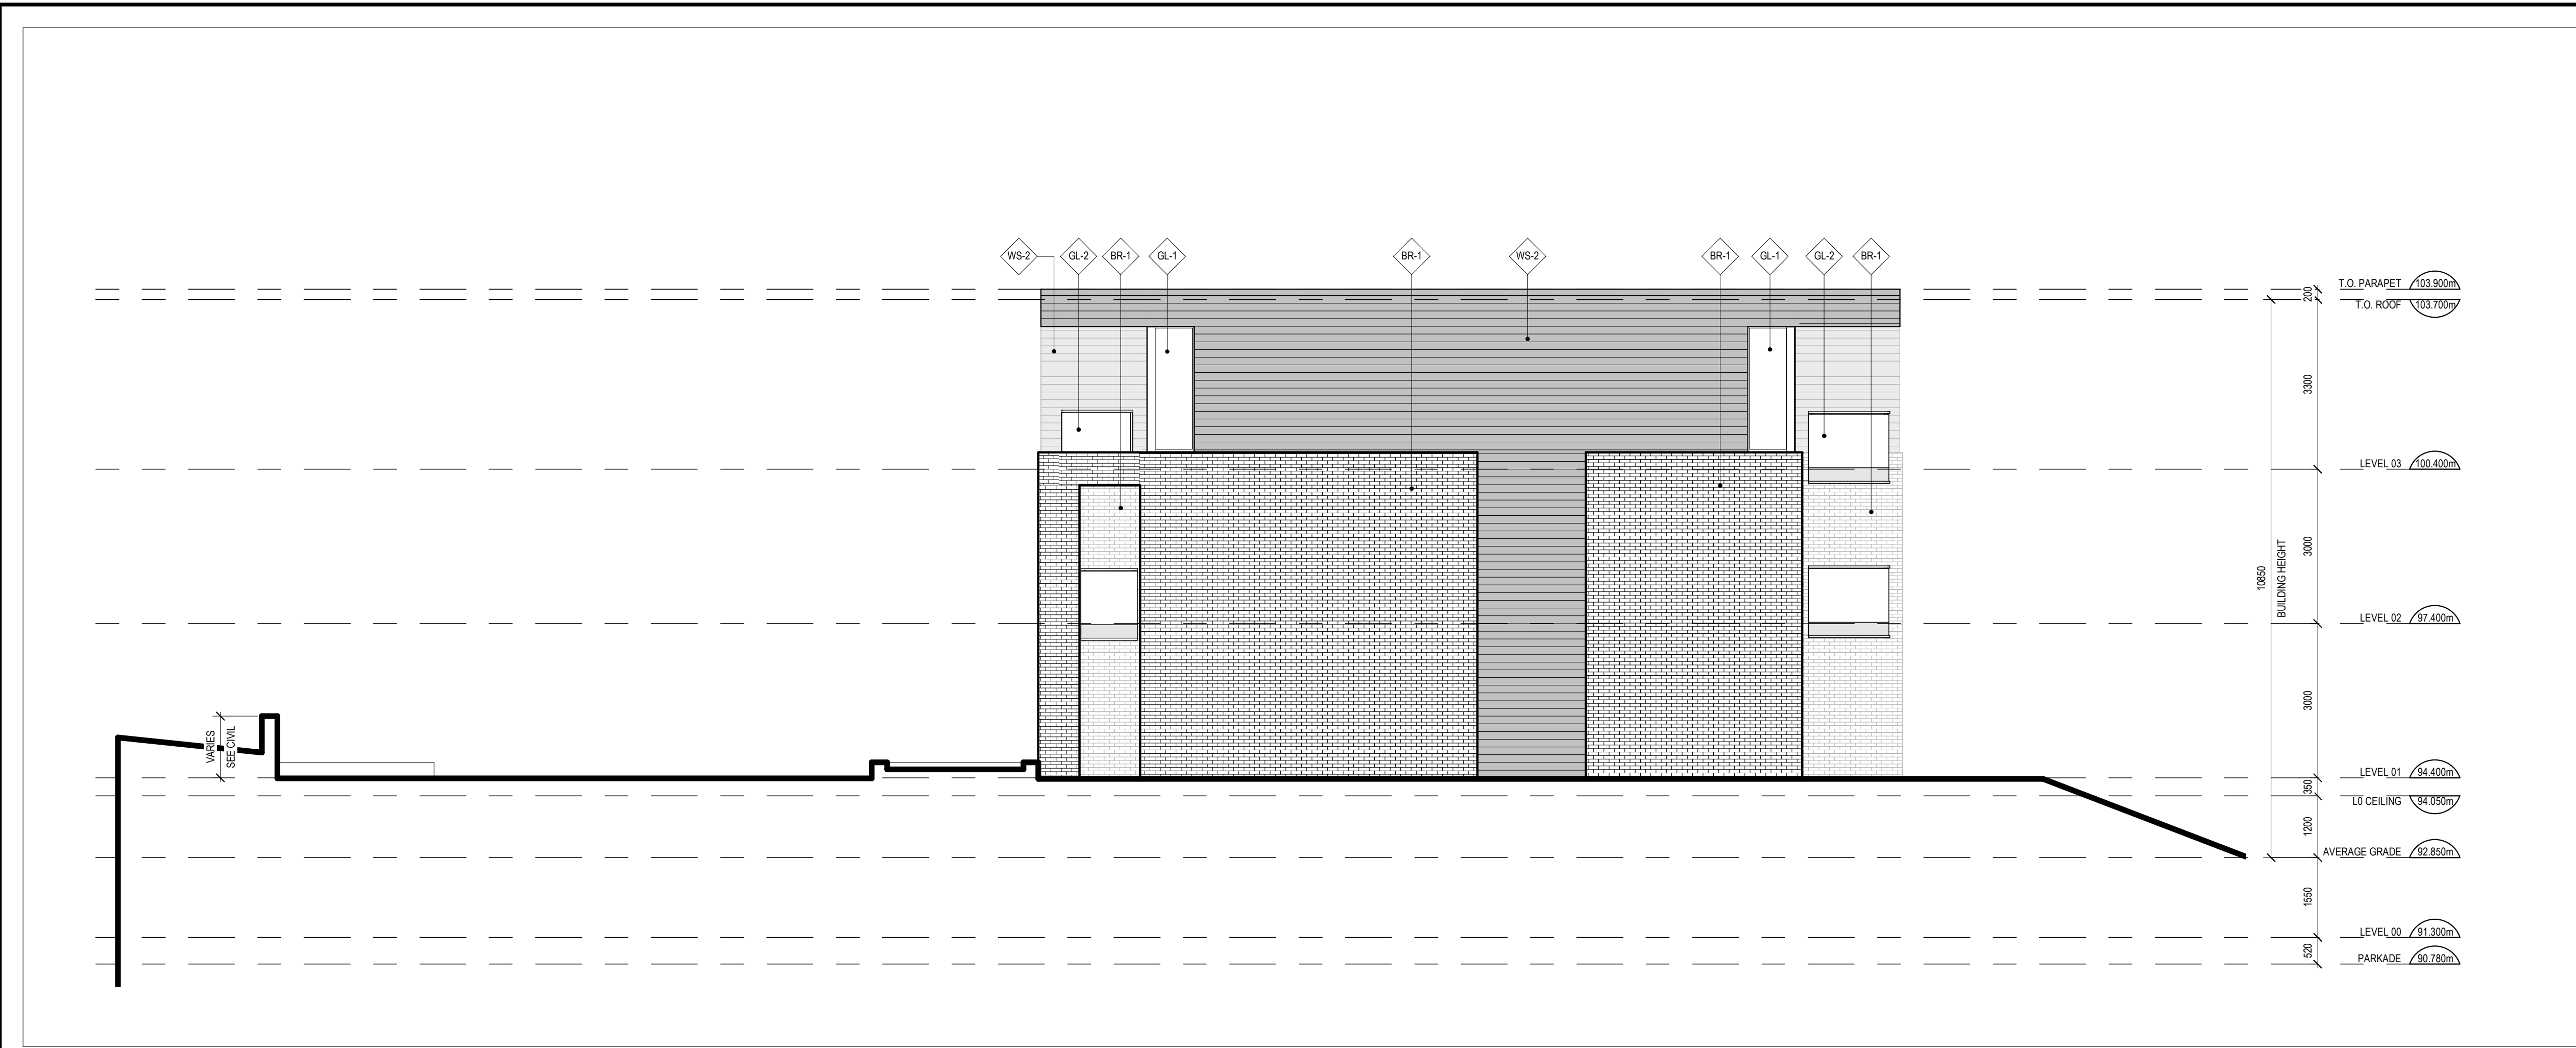 WS-2
GL-2
BR-1
GL-1
BR-1
WS-2
BR-1
GL-1
GL-2
BR-1
T.O. PARAPET 103.900m
200
T.O. ROOF 103.700m
3300
LEVEL 03 100.400m
3000
10850
BUILDING HEIGHT
LEVEL 02 97.400m
3000
VARIES
SEE CIVIL
LEVEL 01 94.400m
350
L0 CEILING 94.050m
1200
AVERAGE GRADE 92.850m
1550
LEVEL 00 91.300m
520
PARKADE 90.780m